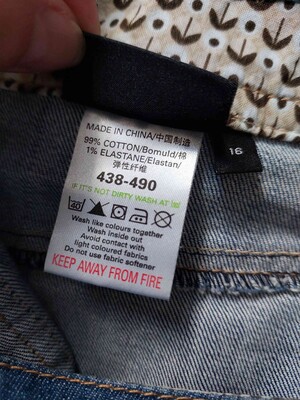 MADE IN CHINA/中国制造
99% COTTON/Bomuld/棉
1% ELASTANE/Elastan/
弹性纤维
438-490
IF IT'S NOT DIRTY WASH AT 30
40
Wash like colours together
Wash inside out
Avoid contact with
light coloured fabrics
Do not use fabric softener
KEEP AWAY FROM FIRE
16